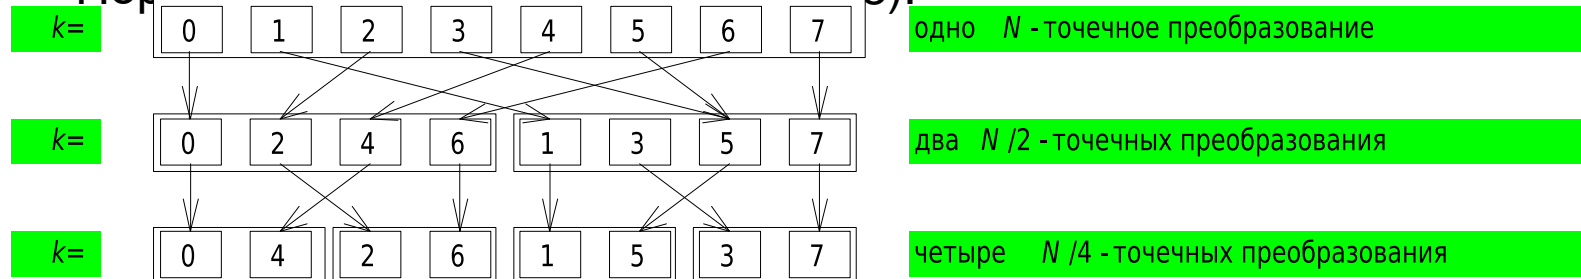 k= 0 1 2 3 4 5 6 7 одно N - точечное преобразование
k= 0 2 4 6 1 3 5 7 два N /2 - точечных преобразования
k= 0 4 2 6 1 5 3 7 четыре N /4 - точечных преобразования